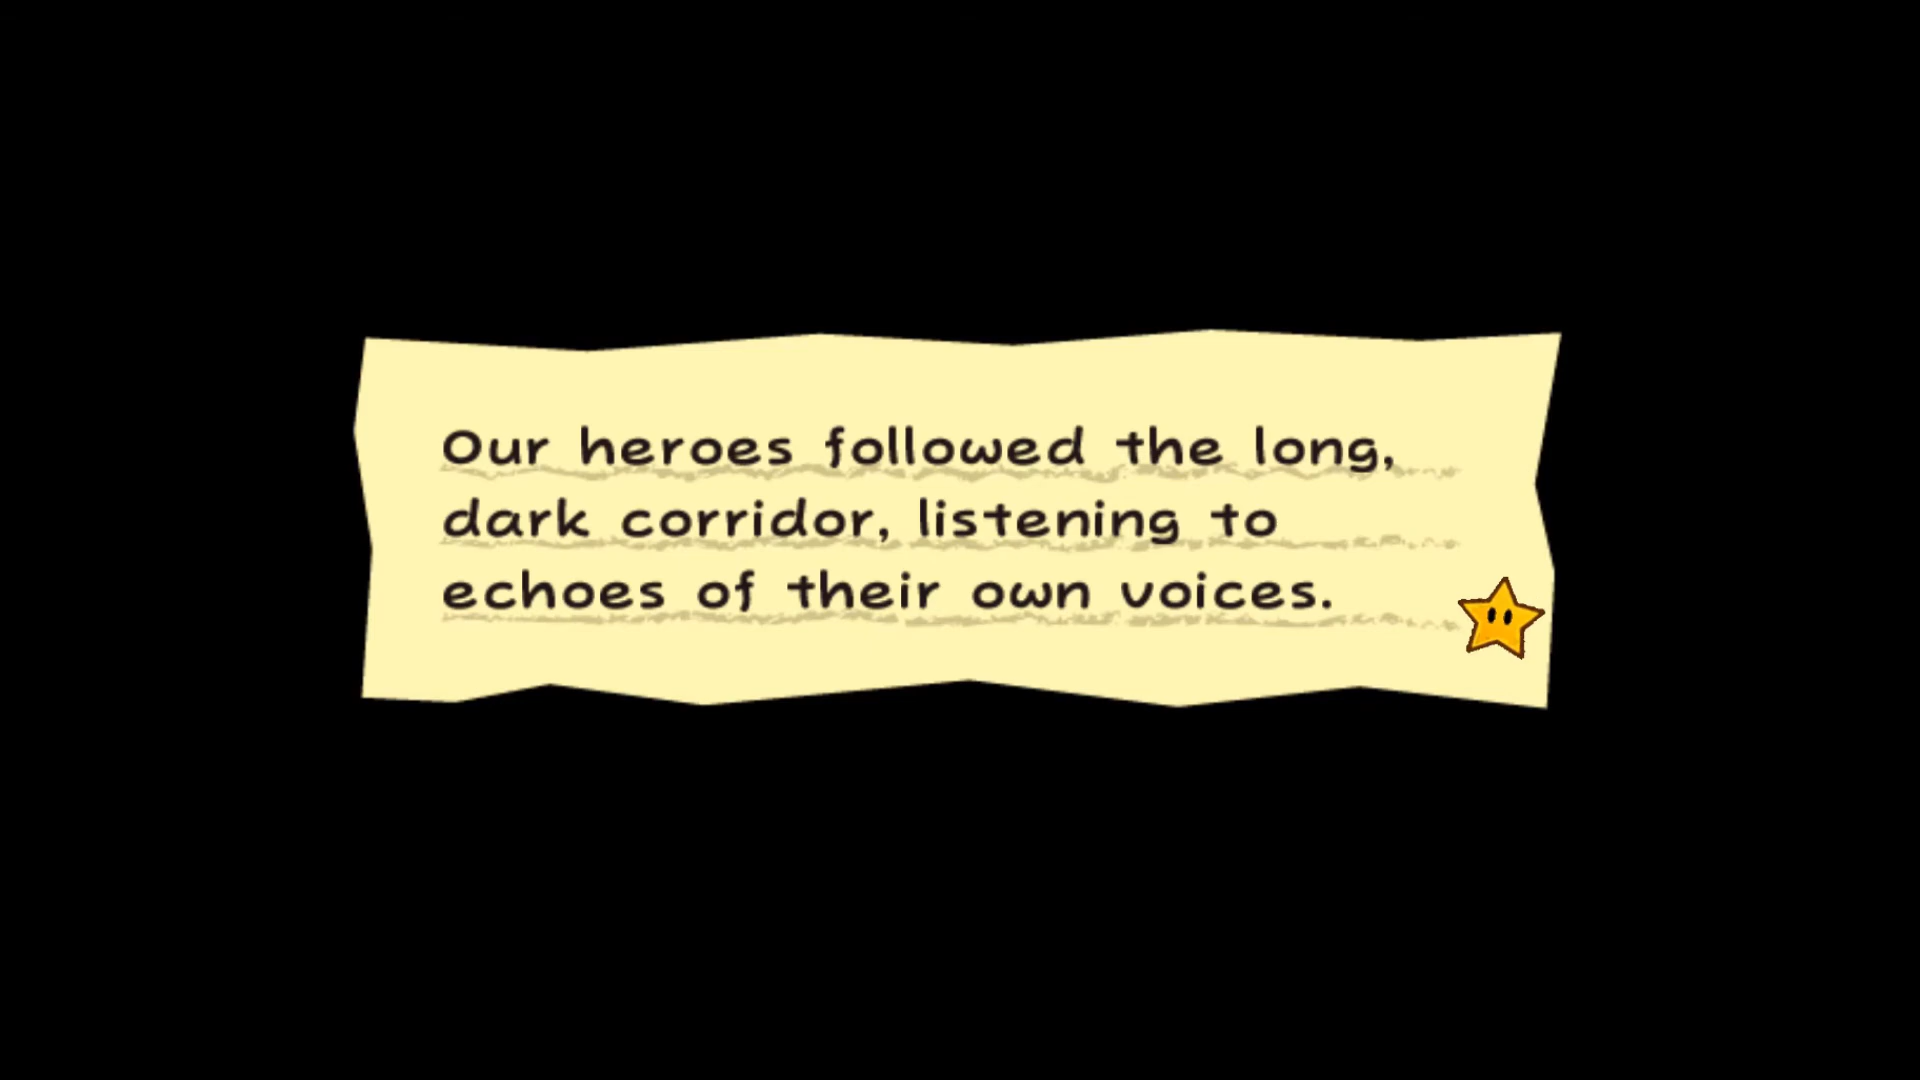 Our heroes followed the long,
dark corridor, listening to
echoes of their own voices.